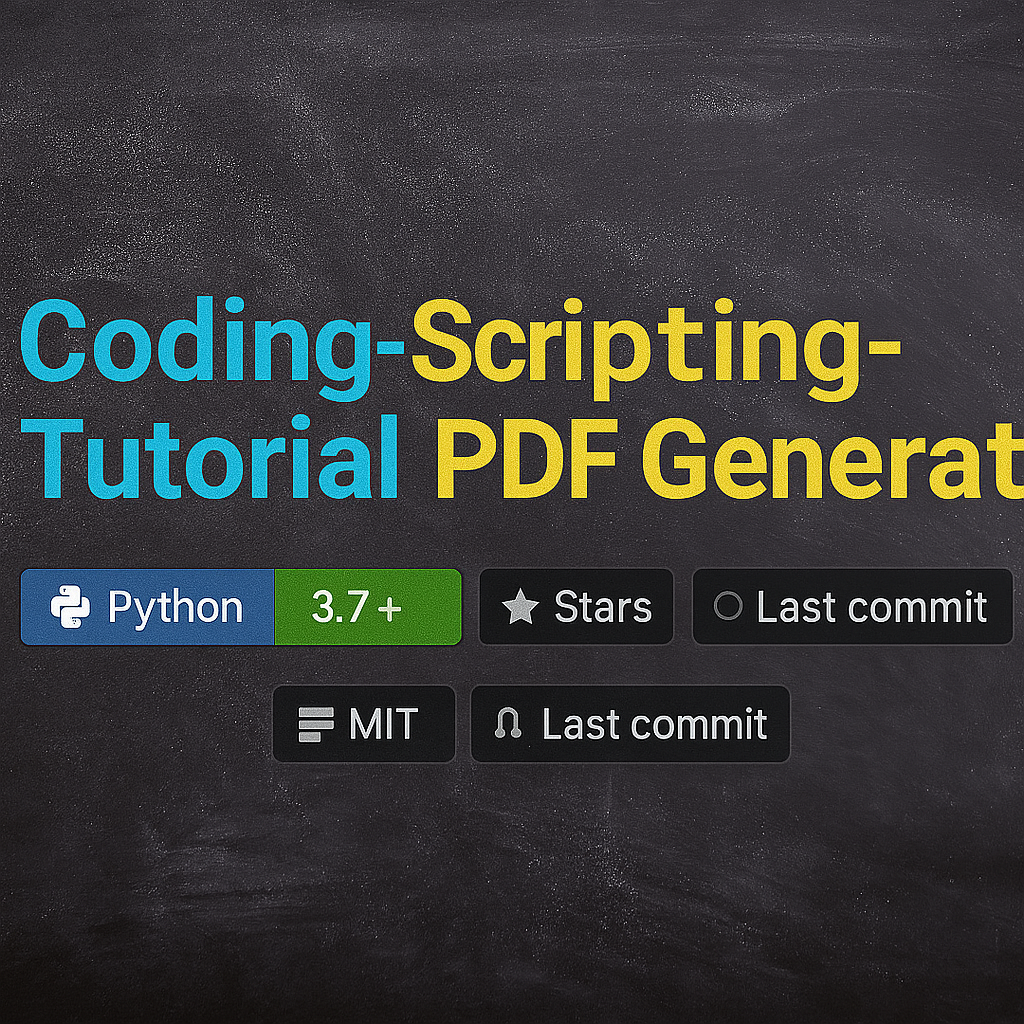 Coding-Scripting-
Tutorial PDF Generat
Python 3.7+ Stars Last commit
MIT Last commit